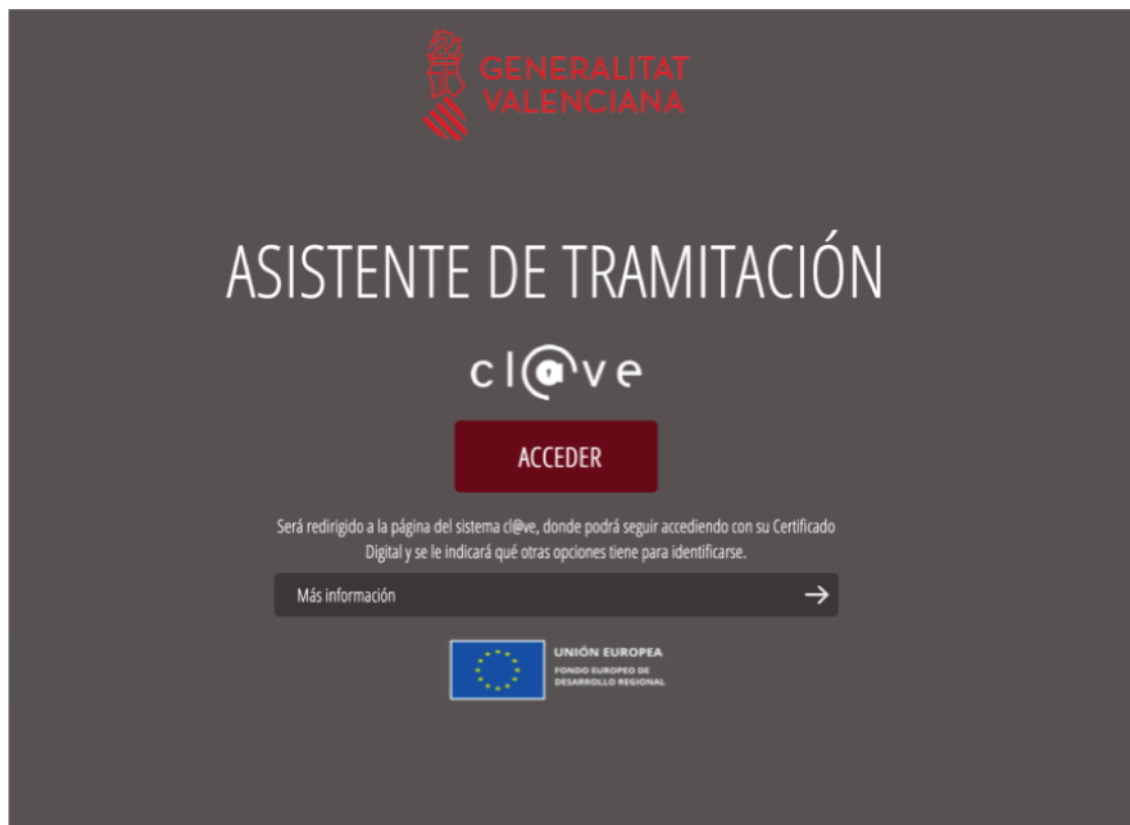 GENERALITAT
VALENCIANA
ASISTENTE DE TRAMITACIÓN
cl@ve
ACCEDER
Será redirigido a la página del sistema cl@ve, donde podrá seguir accediendo con su Certificado
Digital y se le indicará qué otras opciones tiene para identificarse.
Más información
UNIÓN EUROPEA
FONDO EUROPEO DE
DESARROLLO REGIONAL